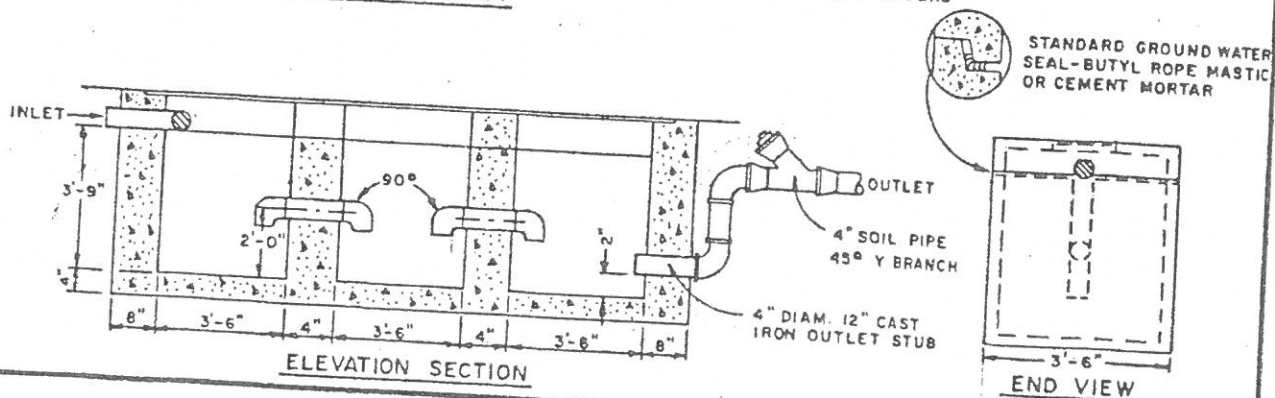 STANDARD GROUND WATER
SEAL-BUTYL ROPE MASTIC
OR CEMENT MORTAR
INLET
3'-9"
4"
2'-0"
90°
2"
OUTLET
4" SOIL PIPE
45° Y BRANCH
4" DIAM. 12" CAST
IRON OUTLET STUB
8"
3'-6"
4"
3'-6"
4"
3'-6"
8"
ELEVATION SECTION
3'-6"
END VIEW